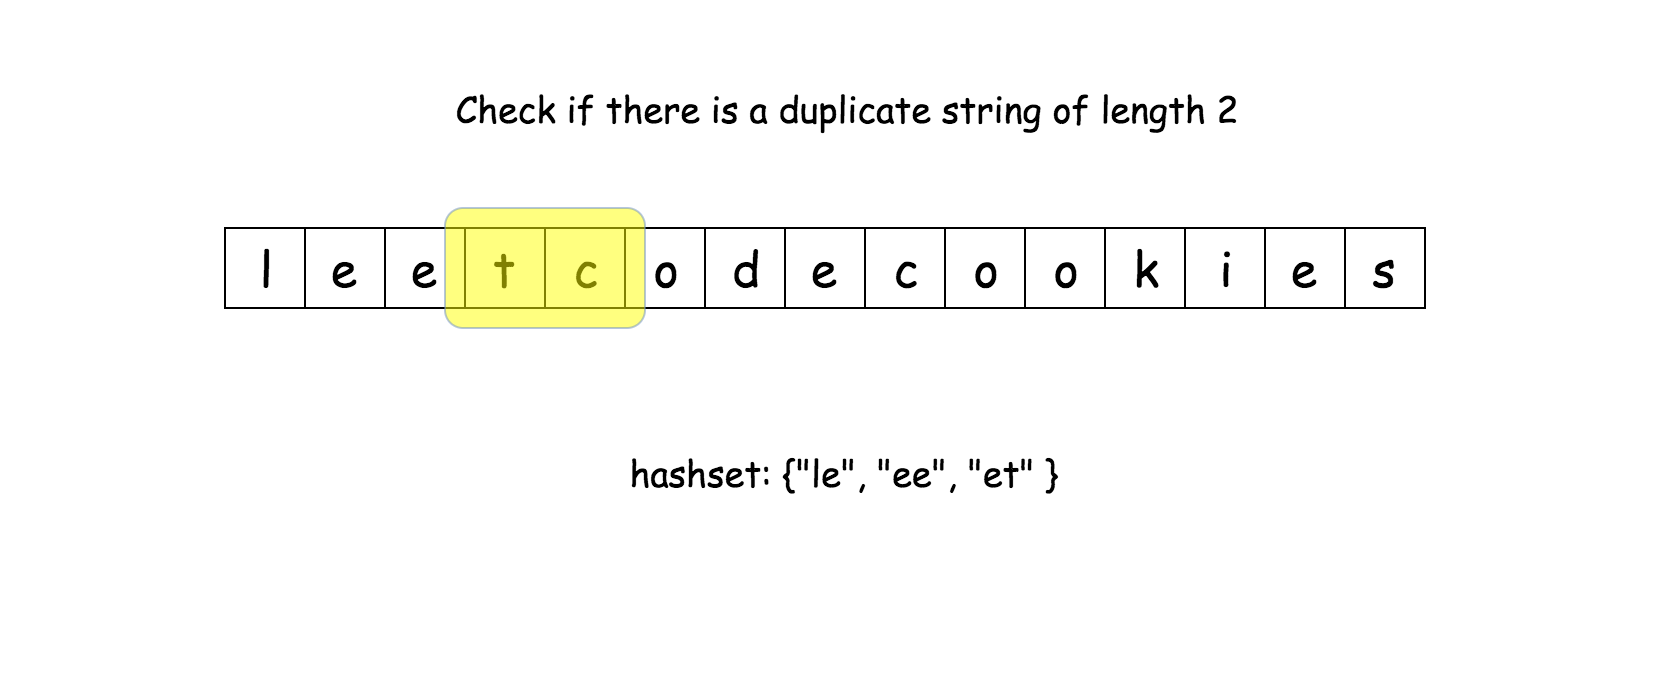 Check if there is a duplicate string of length 2
l e e t c o d e c o o k i e s
hashset: {"le", "ee", "et" }